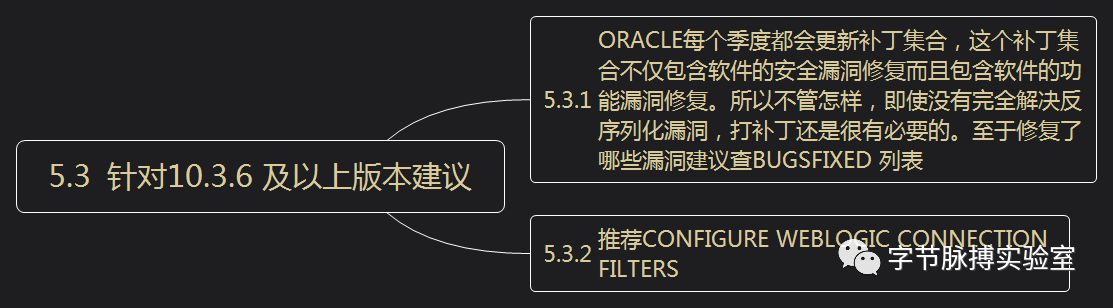 5.3 针对10.3.6 及以上版本建议
5.3.1
ORACLE每个季度都会更新补丁集合，这个补丁集
合不仅包含软件的安全漏洞修复而且包含软件的功
能漏洞修复。所以不管怎样，即使没有完全解决反
序列化漏洞，打补丁还是很有必要的。至于修复了
哪些漏洞建议查BUGSFIXED 列表
5.3.2
推荐CONFIGURE WEBLOGIC CONNECTION
FILTERS
字节脉搏实验室